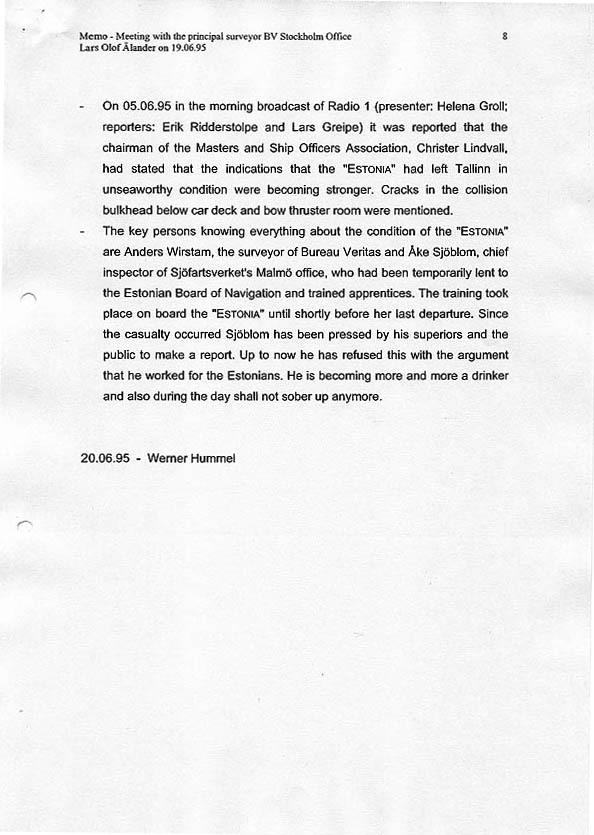 Memo - Meeting with the principal surveyor BV Stockholm Office 8
Lars Olof Ålander on 19.06.95
- On 05.06.95 in the morning broadcast of Radio 1 (presenter: Helena Groll;
reporters: Erik Ridderstolpe and Lars Greipe) it was reported that the
chairman of the Masters and Ship Officers Association, Christer Lindvall,
had stated that the indications that the "ESTONIA" had left Tallinn in
unseaworthy condition were becoming stronger. Cracks in the collision
bulkhead below car deck and bow thruster room were mentioned.
- The key persons knowing everything about the condition of the "ESTONIA"
are Anders Wirstam, the surveyor of Bureau Veritas and Åke Sjöblom, chief
inspector of Sjöfartsverket's Malmö office, who had been temporarily lent to
the Estonian Board of Navigation and trained apprentices. The training took
place on board the "ESTONIA" until shortly before her last departure. Since
the casualty occurred Sjöblom has been pressed by his superiors and the
public to make a report. Up to now he has refused this with the argument
that he worked for the Estonians. He is becoming more and more a drinker
and also during the day shall not sober up anymore.
20.06.95 - Werner Hummel